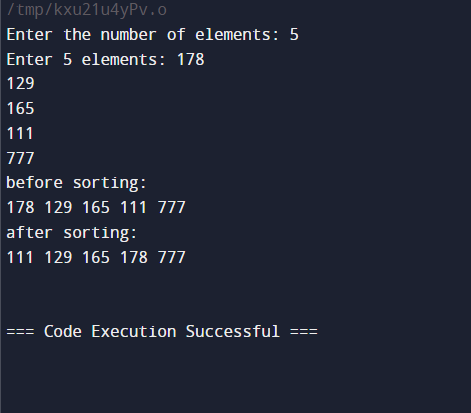 /tmp/kxu21u4yPv.o
Enter the number of elements: 5
Enter 5 elements: 178
129
165
111
777
before sorting:
178 129 165 111 777
after sorting:
111 129 165 178 777
=== Code Execution Successful ===